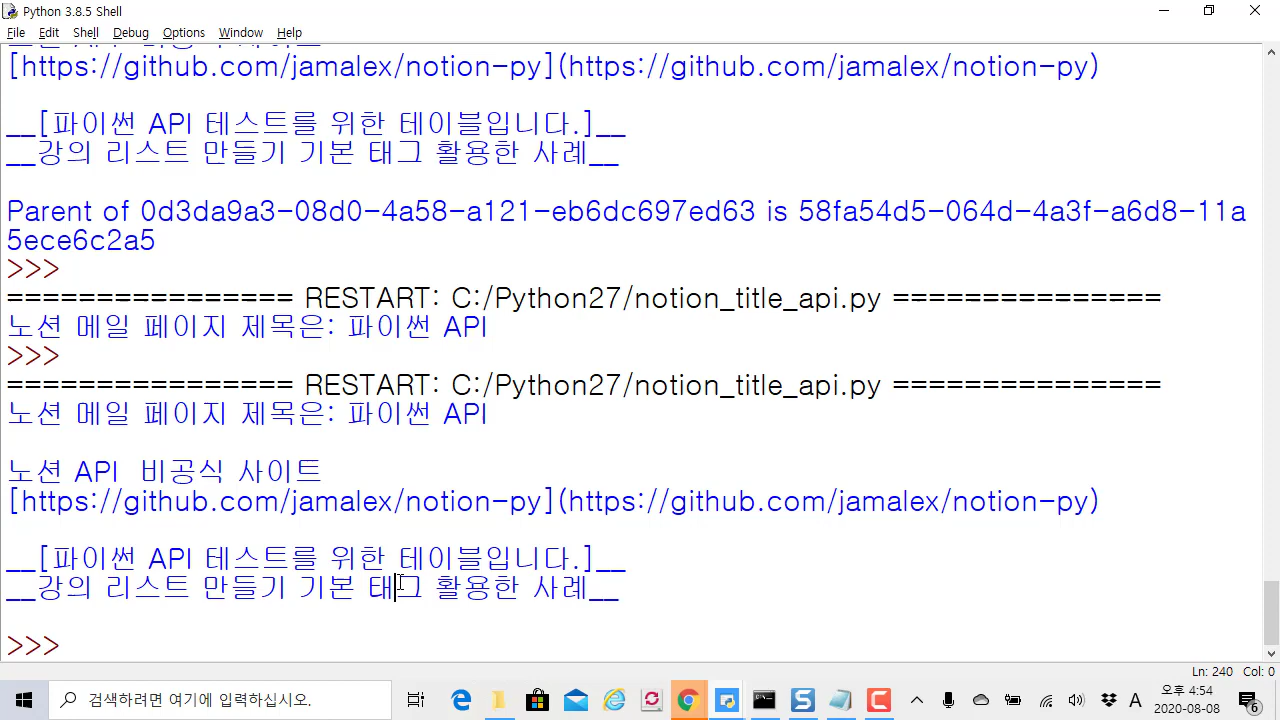 Python 3.8.5 Shell
File Edit Shell Debug Options Window Help
[https://github.com/jamalex/notion-py](https://github.com/jamalex/notion-py)
__[파이썬 API 테스트를 위한 테이블입니다.]__
__강의 리스트 만들기 기본 태그 활용한 사례__
Parent of 0d3da9a3-08d0-4a58-a121-eb6dc697ed63 is 58fa54d5-064d-4a3f-a6d8-11a
5ece6c2a5
>>>
================ RESTART: C:/Python27/notion_title_api.py ===============
노션 메일 페이지 제목은: 파이썬 API
>>>
================ RESTART: C:/Python27/notion_title_api.py ===============
노션 메일 페이지 제목은: 파이썬 API
노션 API  비공식 사이트
[https://github.com/jamalex/notion-py](https://github.com/jamalex/notion-py)
__[파이썬 API 테스트를 위한 테이블입니다.]__
__강의 리스트 만들기 기본 태그 활용한 사례__
>>>
Ln: 240 Col: 0
검색하려면 여기에 입력하십시오.
A
오후 4:54
2020-08-08
6